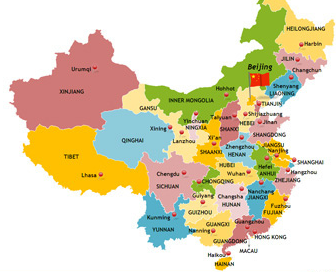 HEILONGJIANG
Harbin
JILIN
Changchun
Beijing
Urumqi
Shenyang
LIAONING
Hohhot
XINJIANG
INNER MONGOLIA
TIANJIN
GANSU
Shijiazhuang
Yinchuan
Taiyuan
HEBEI
Jinan
Xining
NINGXIA
SHANXI
SHANDONG
QINGHAI
Lanzhou
Xi'an
Zhengzhou
JIANGSU
SHAANXI
HENAN
Nanjing
TIBET
HUBEI
Hefei
SHANGHAI
Lhasa
Chengdu
Wuhan
ANHUI
Hangzhou
CHONGQING
ZHEJIANG
SICHUAN
Nanchang
Guiyang
Changsha
JIANGXI
HUNAN
Fuzhou
Kunming
GUIZHOU
FUJIAN
GUANGXI
Guangzhou
YUNNAN
Nanning
HONG KONG
GUANGDONG
MACAU
Haikou
HAINAN